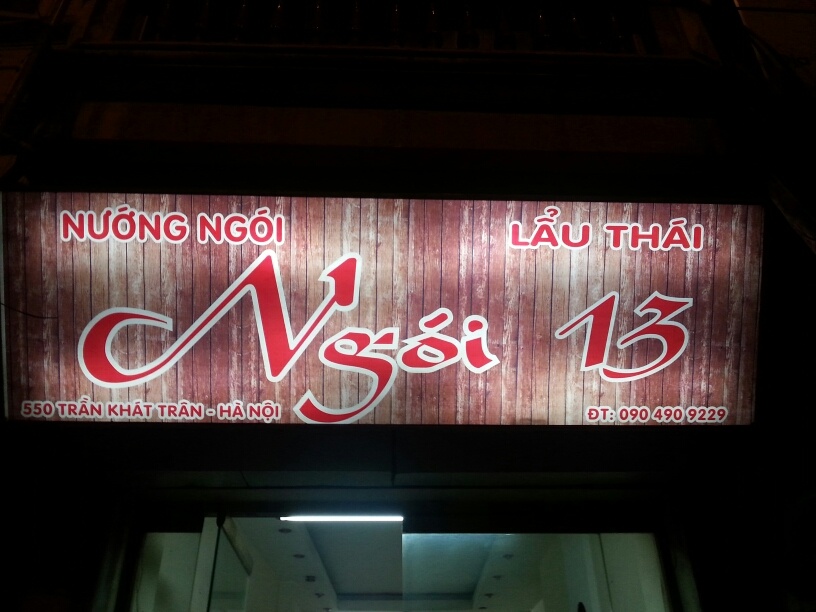 NƯỚNG NGÓI
LẨU THÁI
Ngói 13
550 TRẦN KHÁT TRÂN - HÀ NỘI
ĐT: 090 490 9229